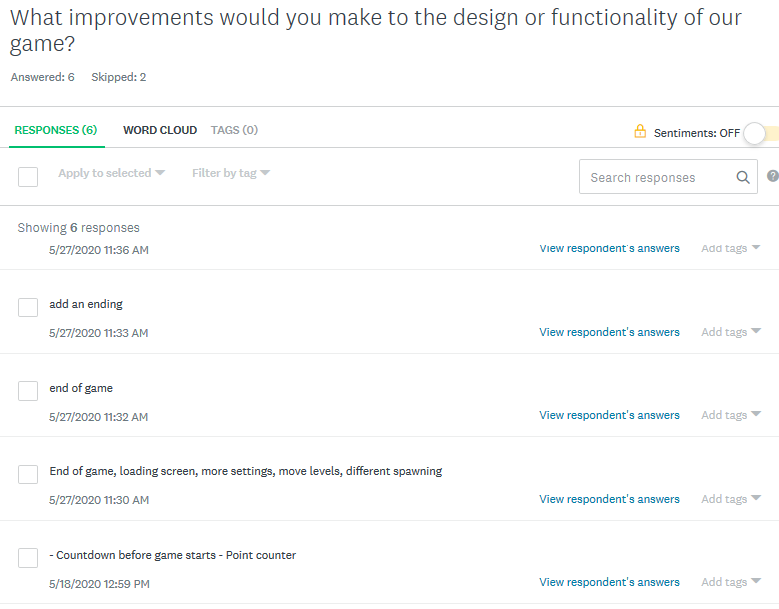 What improvements would you make to the design or functionality of our
game?
Answered: 6 Skipped: 2
RESPONSES (6) WORD CLOUD TAGS (0)
Sentiments: OFF
Apply to selected Filter by tag
Search responses
?
Showing 6 responses
5/27/2020 11:36 AM View respondent's answers Add tags
add an ending
5/27/2020 11:33 AM View respondent's answers Add tags
end of game
5/27/2020 11:32 AM View respondent's answers Add tags
End of game, loading screen, more settings, move levels, different spawning
5/27/2020 11:30 AM View respondent's answers Add tags
- Countdown before game starts - Point counter
5/18/2020 12:59 PM View respondent's answers Add tags